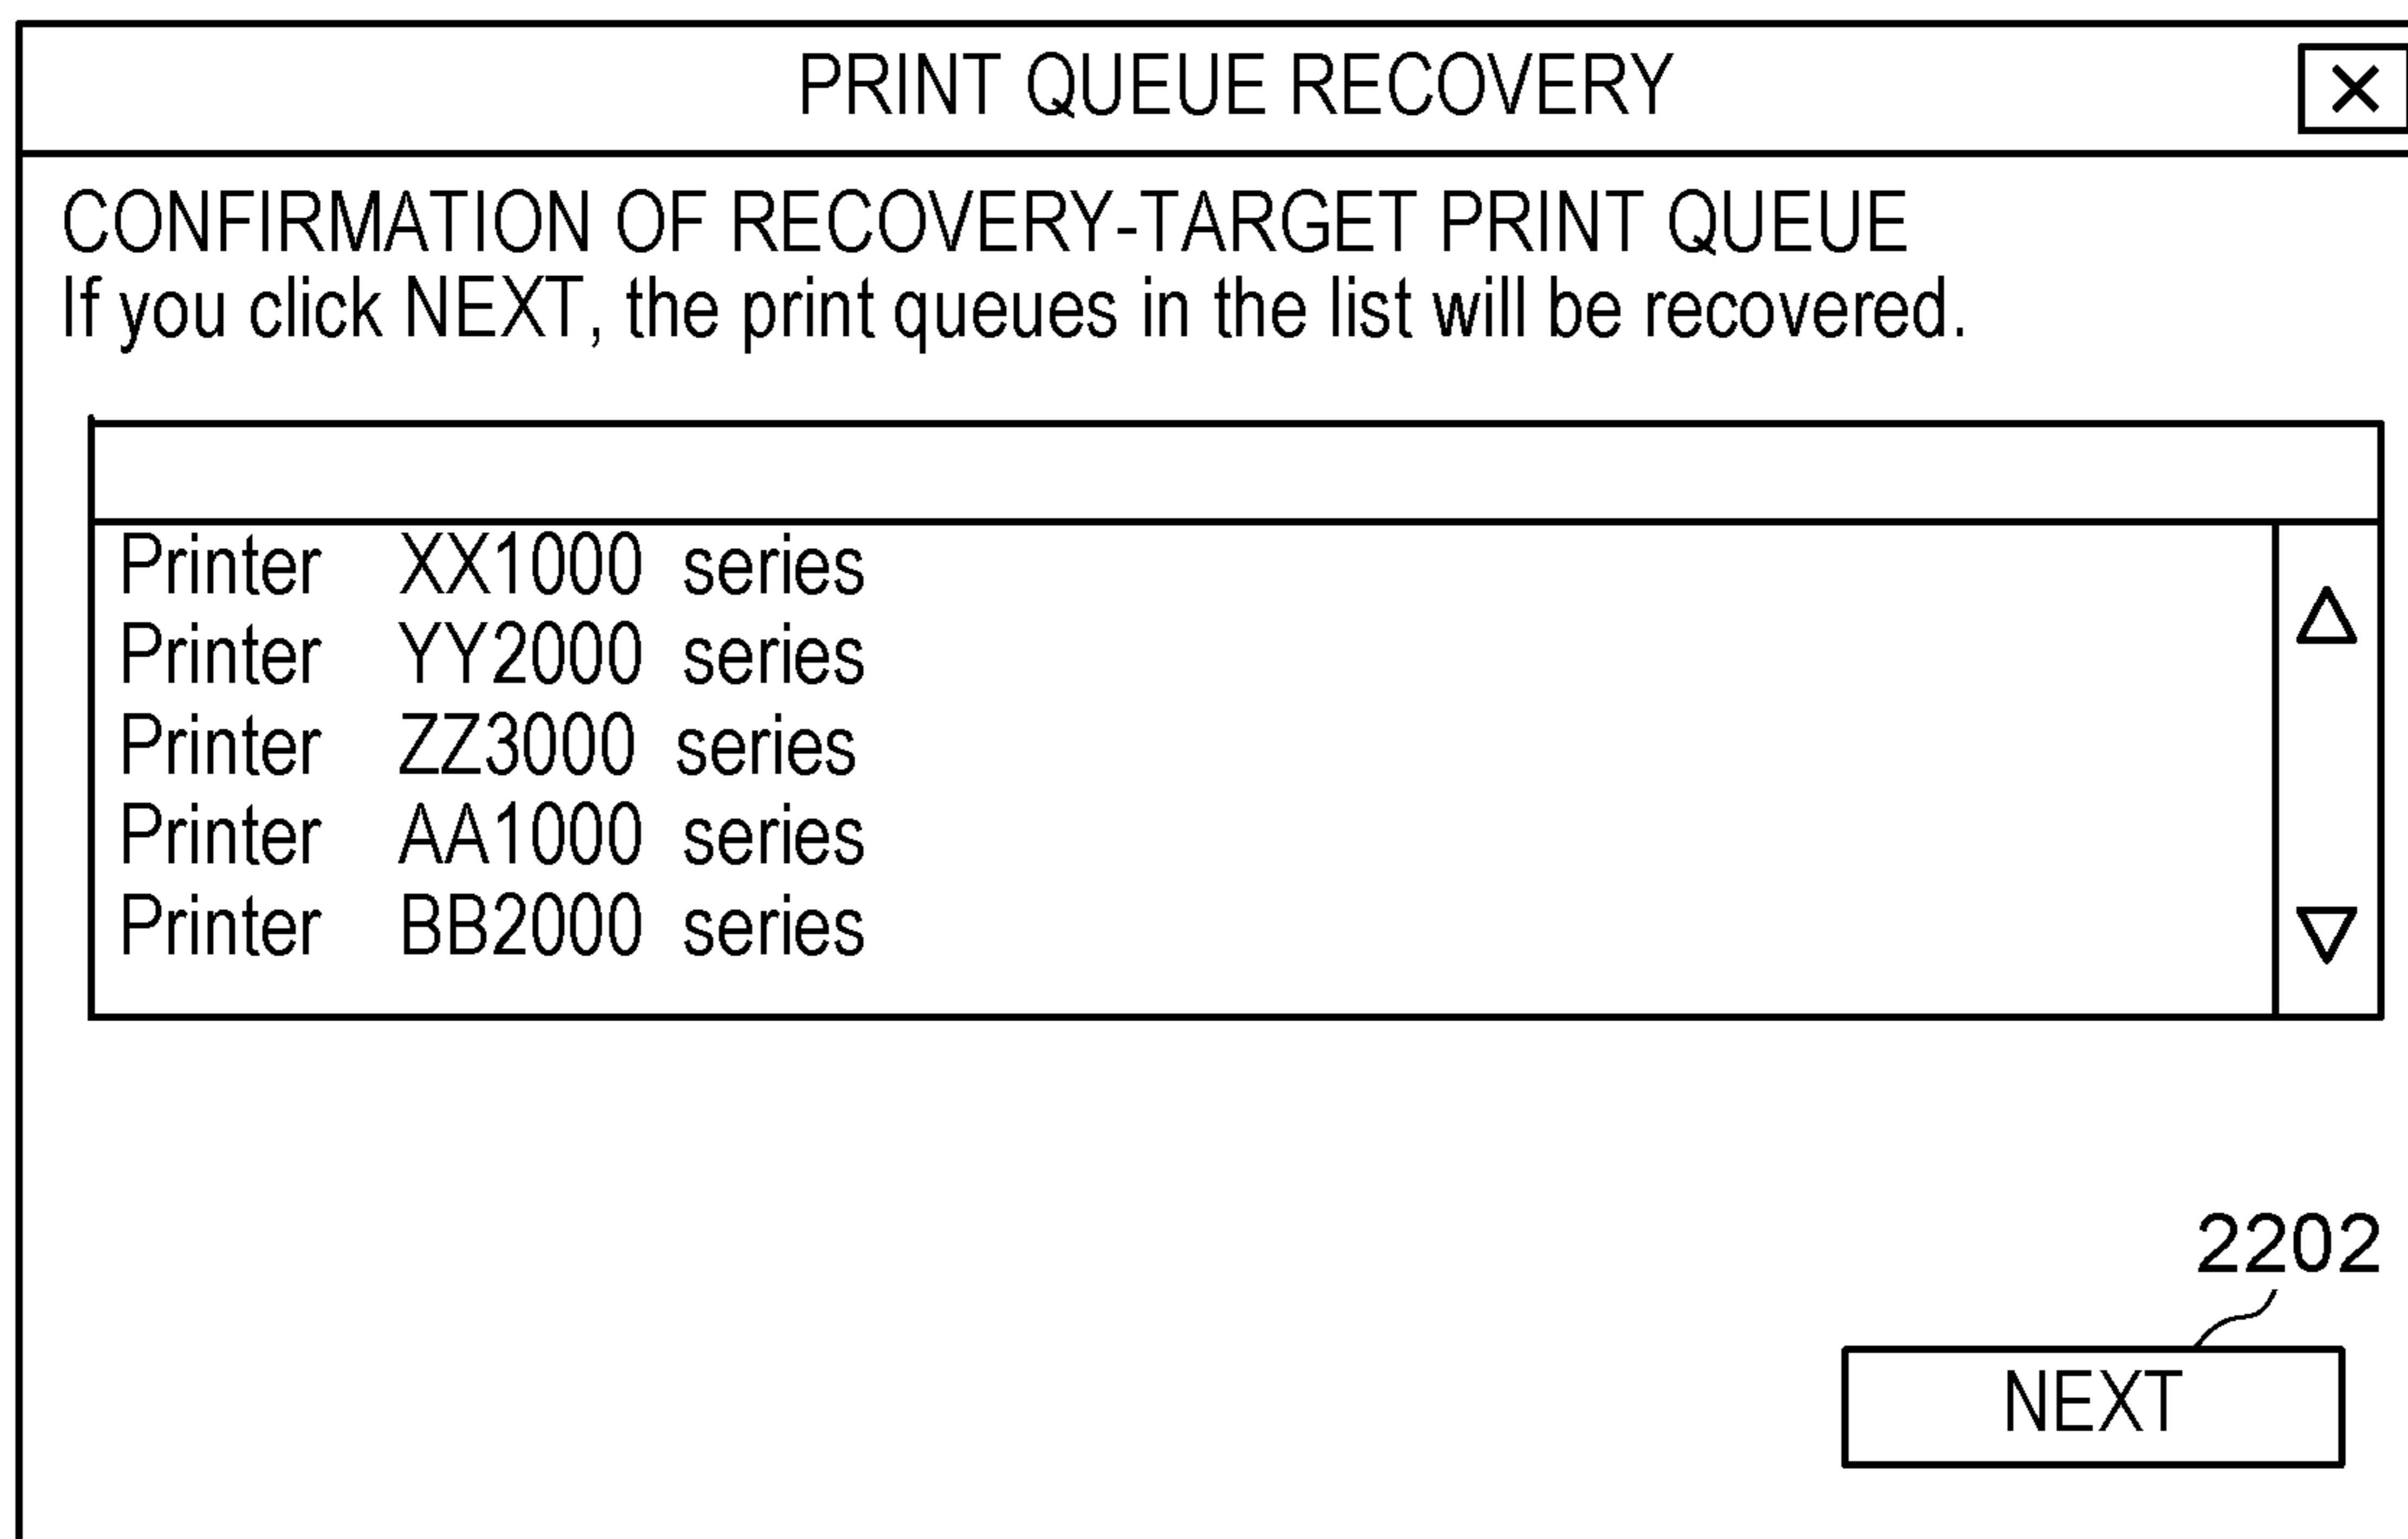 PRINT QUEUE RECOVERY
CONFIRMATION OF RECOVERY-TARGET PRINT QUEUE
If you click NEXT, the print queues in the list will be recovered.
Printer XX1000 series
Printer YY2000 series
Printer ZZ3000 series
Printer AA1000 series
Printer BB2000 series
2202
NEXT